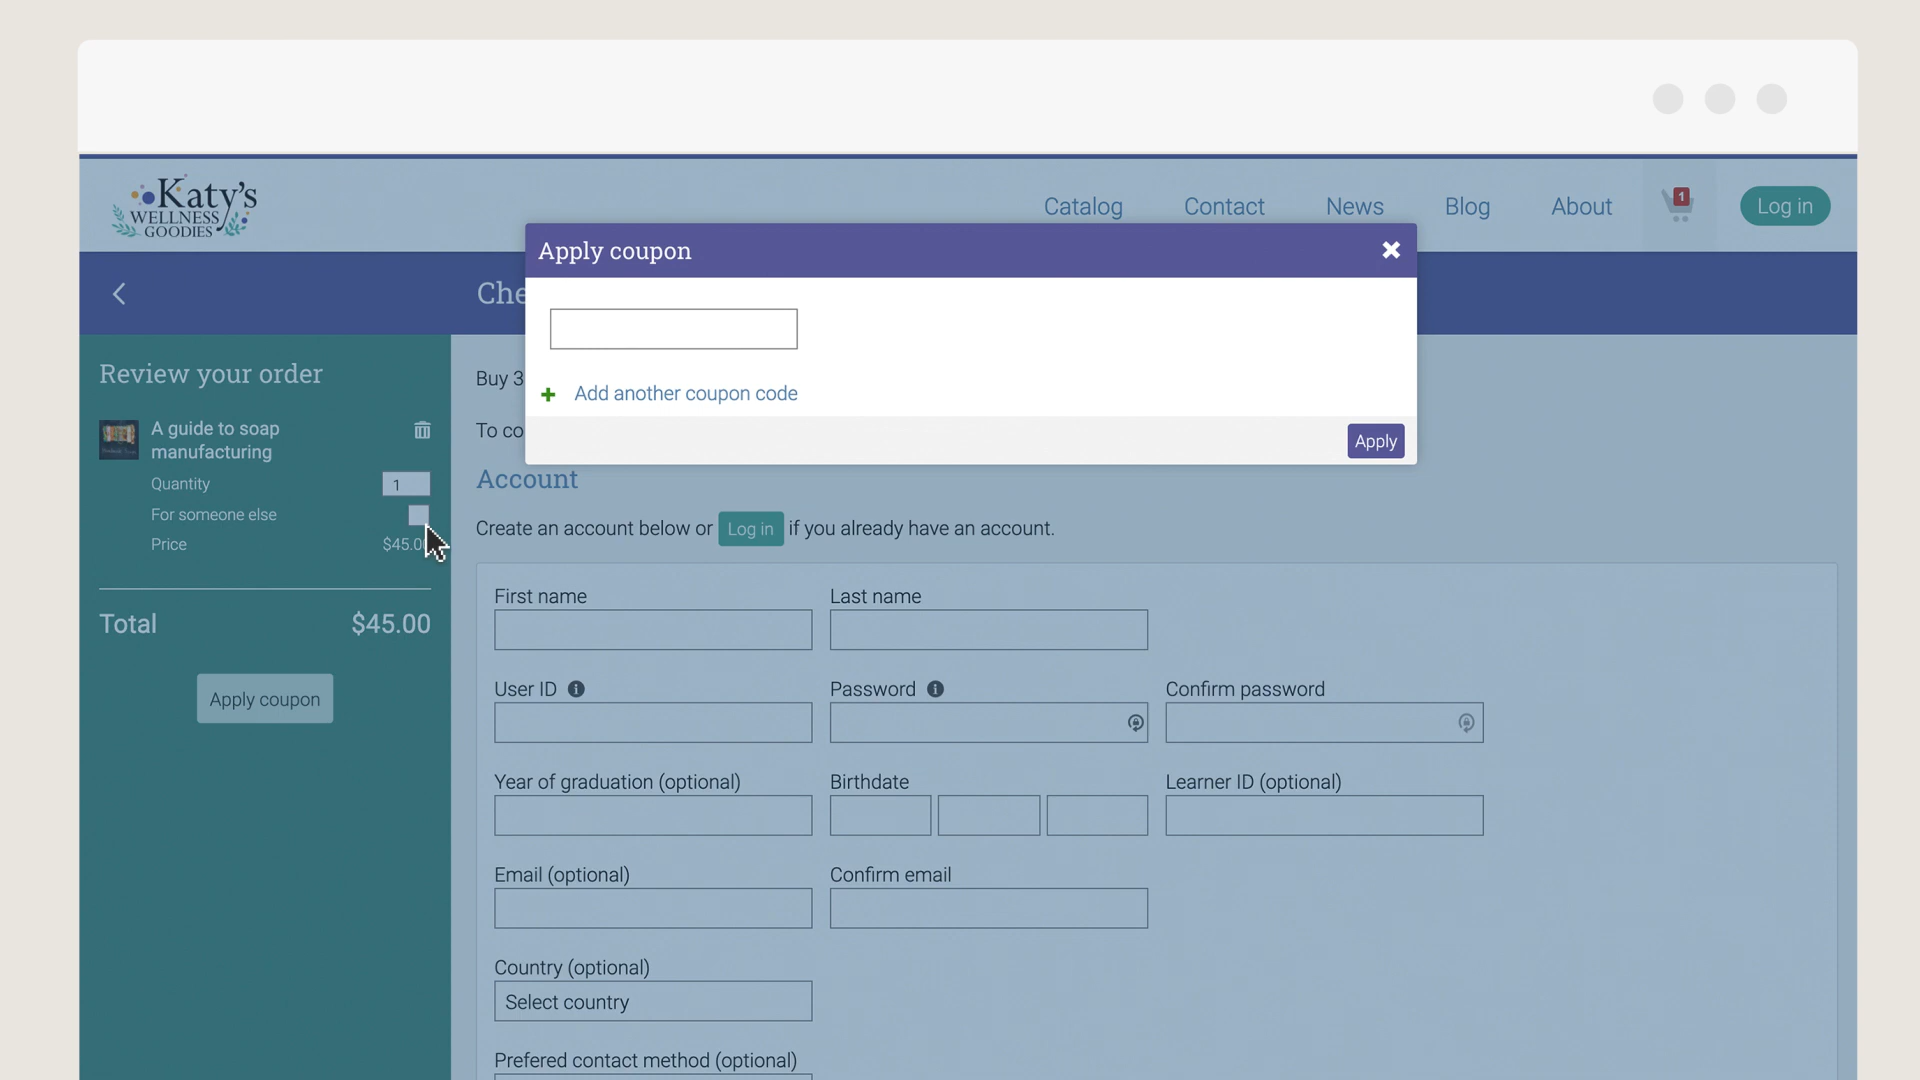 Katy's
WELLNESS
GOODIES
Catalog
Contact
News
Blog
About
1
Log in
Apply coupon
Che
Add another coupon code
Apply
Review your order
A guide to soap
manufacturing
Quantity
1
For someone else
Price
$45.0
Total
$45.00
Apply coupon
Buy 3
To co
Account
Create an account below or Log in if you already have an account.
First name
Last name
User ID
Password
Confirm password
Year of graduation (optional)
Birthdate
Learner ID (optional)
Email (optional)
Confirm email
Country (optional)
Select country
Prefered contact method (optional)